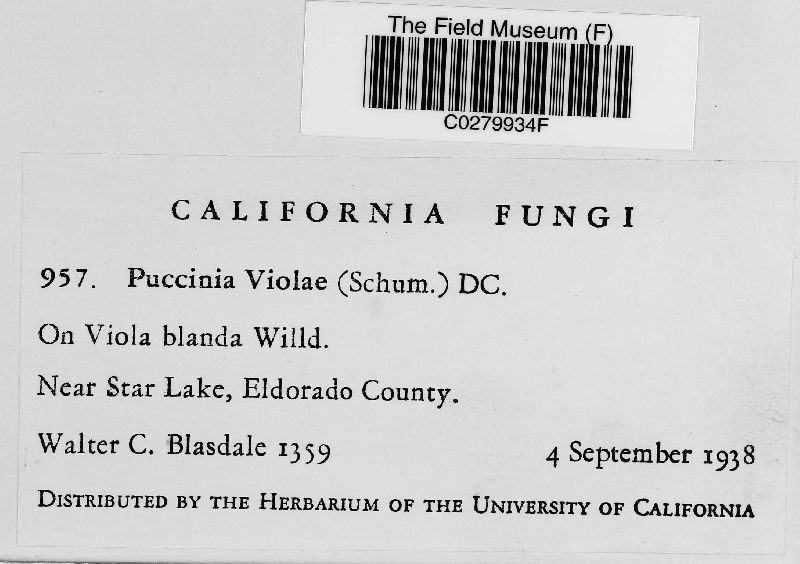 The Field Museum (F)
C0279934F
CALIFORNIA FUNGI
957. Puccinia Violae (Schum.) DC.
On Viola blanda Willd.
Near Star Lake, Eldorado County.
Walter C. Blasdale 1359 4 September 1938
DISTRIBUTED BY THE HERBARIUM OF THE UNIVERSITY OF CALIFORNIA